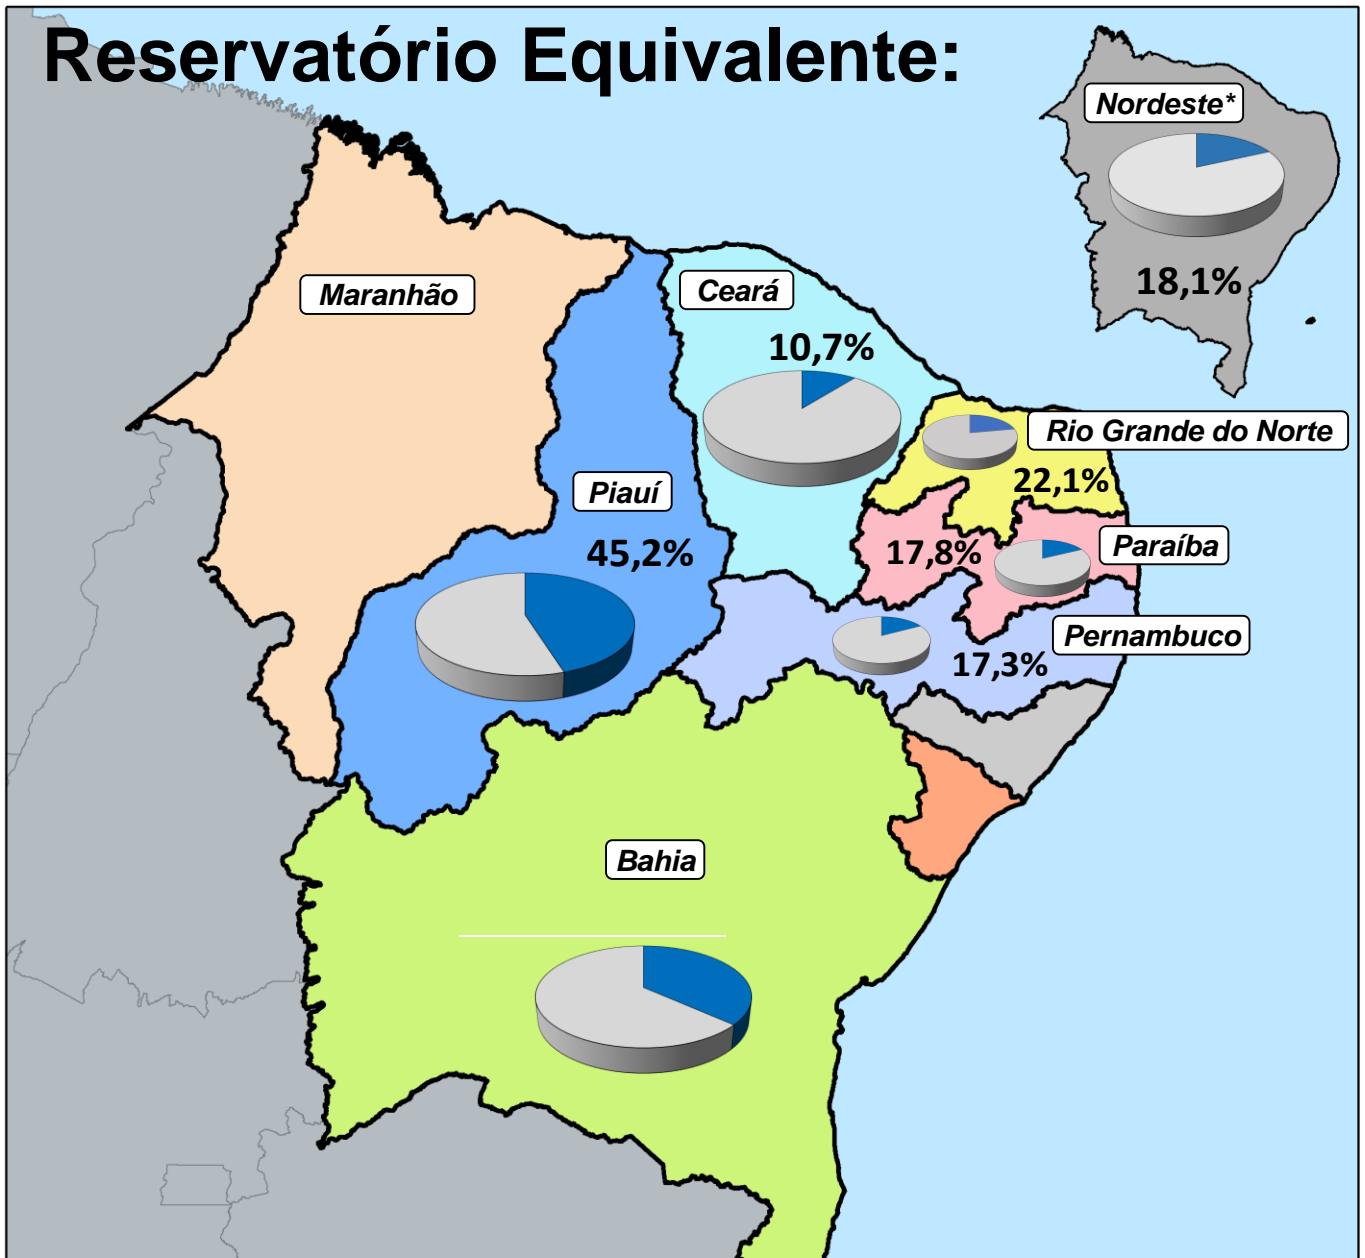 Reservatório Equivalente:
Nordeste*
18,1%
Maranhão
Ceará
10,7%
Rio Grande do Norte
22,1%
Piauí
45,2%
17,8%
Paraíba
Pernambuco
17,3%
Bahia